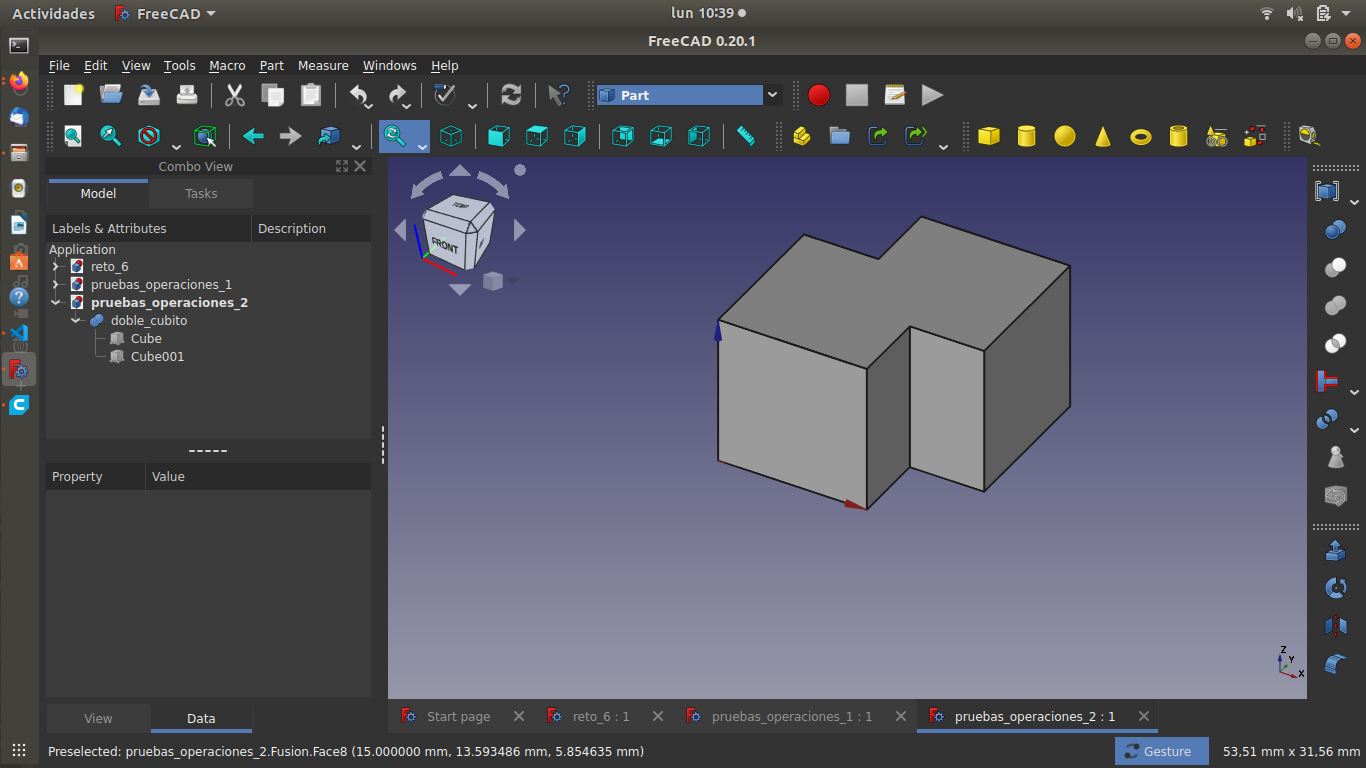 Actividades FreeCAD lun 10:39
FreeCAD 0.20.1
File Edit View Tools Macro Part Measure Windows Help
Part
Combo View
Model Tasks
Labels & Attributes Description
Application
reto_6
pruebas_operaciones_1
pruebas_operaciones_2
doble_cubito
Cube
Cube001
Property Value
View Data
FRONT
Z
Y
X
Start page reto_6 : 1 pruebas_operaciones_1 : 1 pruebas_operaciones_2 : 1
Preselected: pruebas_operaciones_2.Fusion.Face8 (15.000000 mm, 13.593486 mm, 5.854635 mm) Gesture 53,51 mm x 31,56 mm